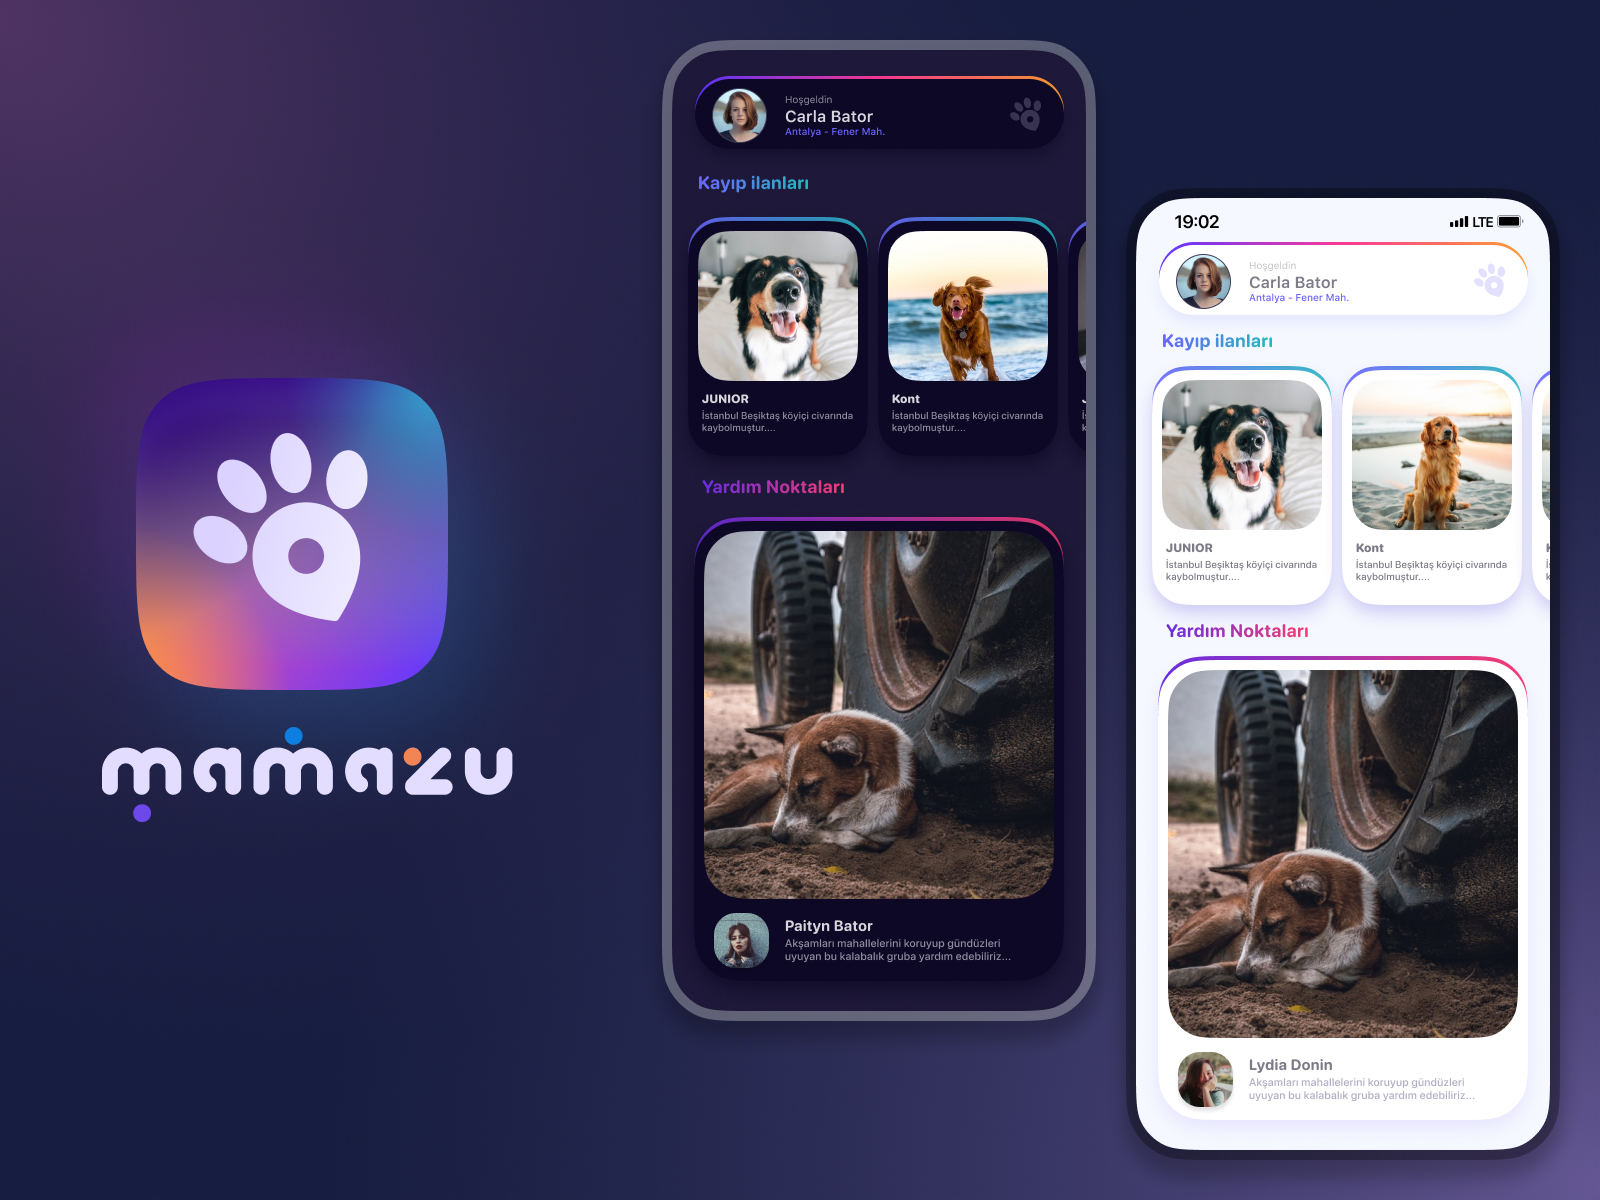 mamazu
Hoşgeldin
Carla Bator
Antalya - Fener Mah.
Kayıp ilanları
JUNIOR
İstanbul Beşiktaş köyiçi civarında
kaybolmuştur....
Kont
İstanbul Beşiktaş köyiçi civarında
kaybolmuştur....
Yardım Noktaları
Paityn Bator
Akşamları mahallelerini koruyup gündüzleri
uyuyan bu kalabalık gruba yardım edebiliriz...
19:02
LTE
Hoşgeldin
Carla Bator
Antalya - Fener Mah.
Kayıp ilanları
JUNIOR
İstanbul Beşiktaş köyiçi civarında
kaybolmuştur....
Kont
İstanbul Beşiktaş köyiçi civarında
kaybolmuştur....
Yardım Noktaları
Lydia Donin
Akşamları mahallelerini koruyup gündüzleri
uyuyan bu kalabalık gruba yardım edebiliriz...